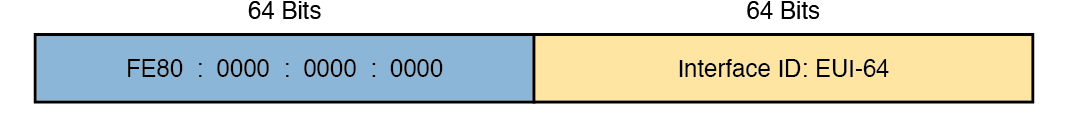 64 Bits 64 Bits
FE80 : 0000 : 0000 : 0000 Interface ID: EUI-64